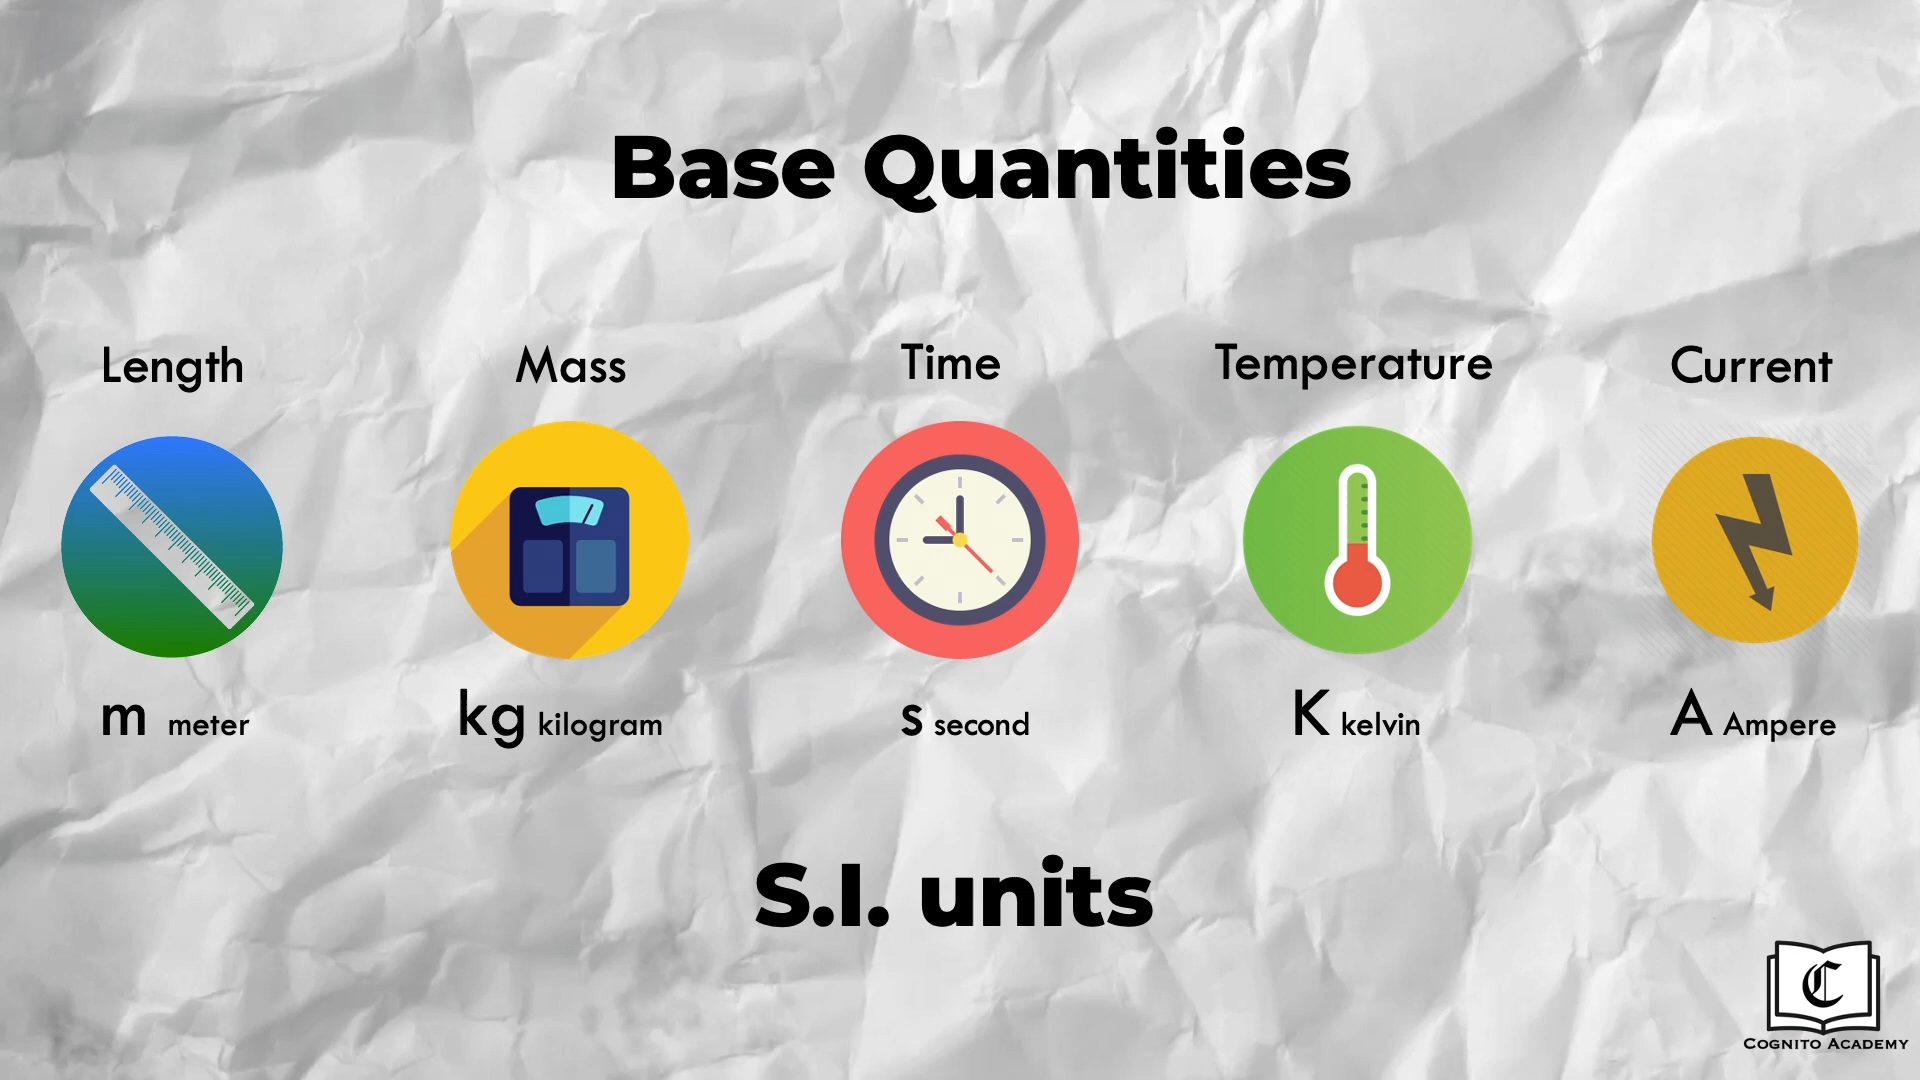 Base Quantities
Length Mass Time Temperature Current
m meter kg kilogram s second K kelvin A Ampere
S.I. units
C
COGNITO ACADEMY